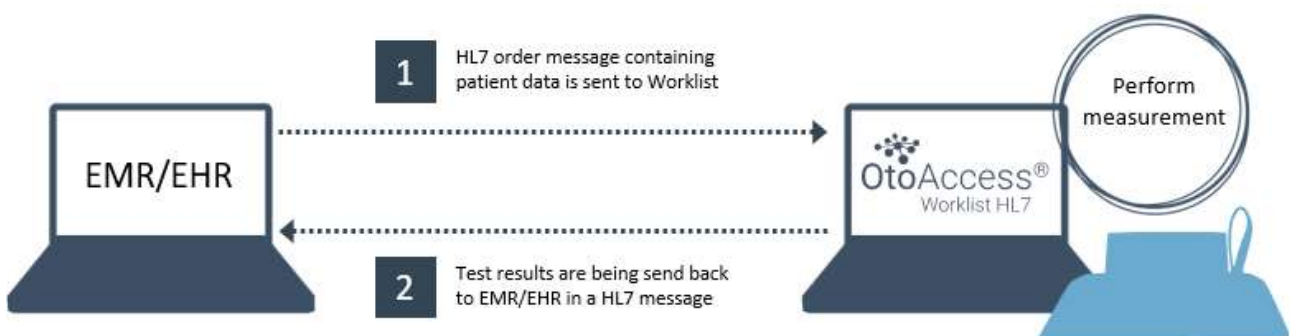 1
HL7 order message containing
patient data is sent to Worklist
EMR/EHR
OtoAccess®
Worklist HL7
Perform
measurement
2
Test results are being send back
to EMR/EHR in a HL7 message